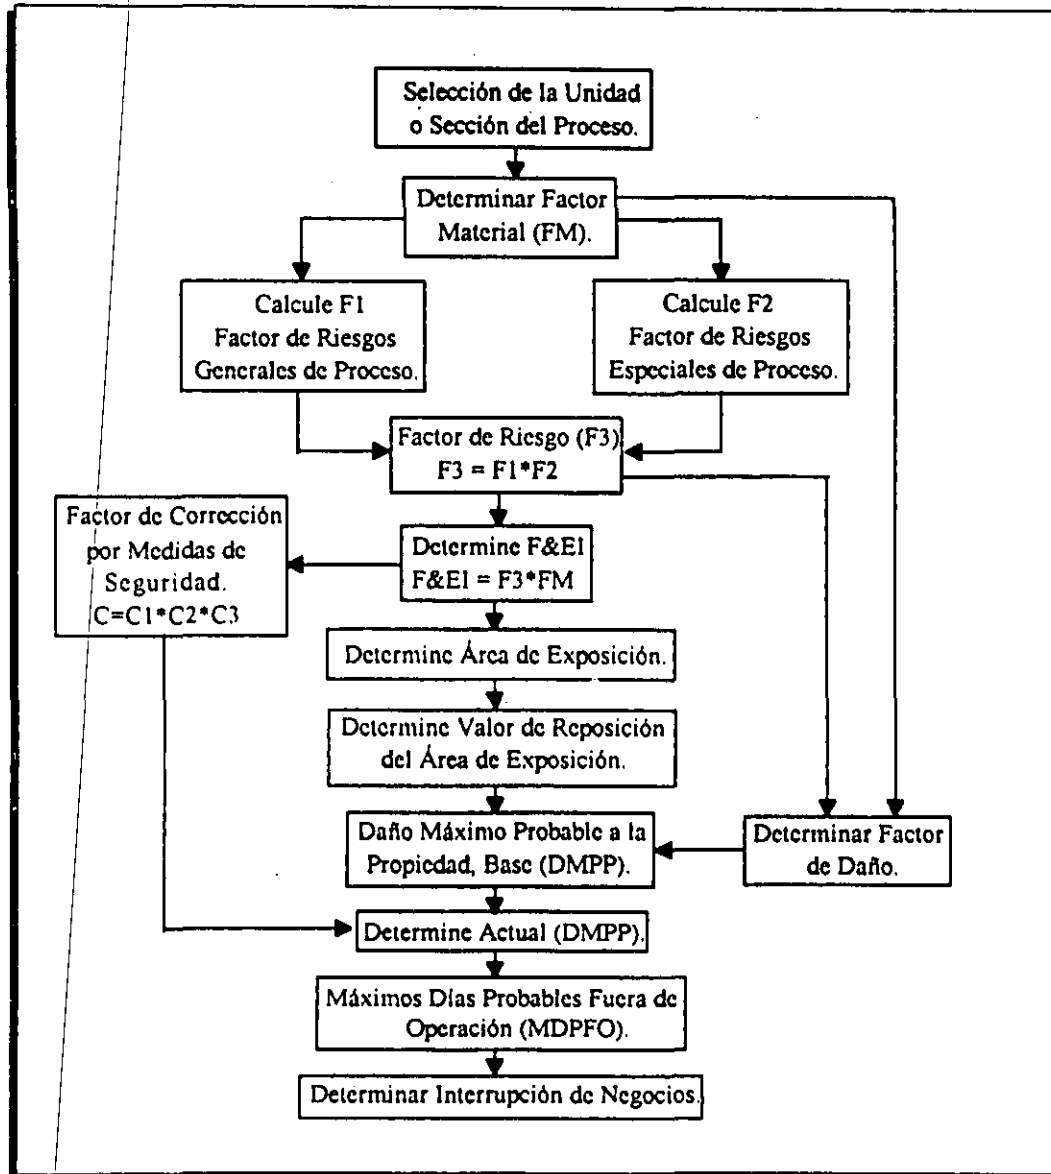 Selección de la Unidad
o Sección del Proceso.
Determinar Factor
Material (FM).
Calcule F1
Factor de Riesgos
Generales de Proceso.
Calcule F2
Factor de Riesgos
Especiales de Proceso.
Factor de Riesgo (F3)
F3 = F1*F2
Factor de Corrección
por Medidas de
Seguridad.
C=C1*C2*C3
Determine F&EI
F&EI = F3*FM
Determine Área de Exposición.
Determine Valor de Reposición
del Área de Exposición.
Daño Máximo Probable a la
Propiedad, Base (DMPP).
Determinar Factor
de Daño.
Determine Actual (DMPP).
Máximos Días Probables Fuera de
Operación (MDPFO).
Determinar Interrupción de Negocios.